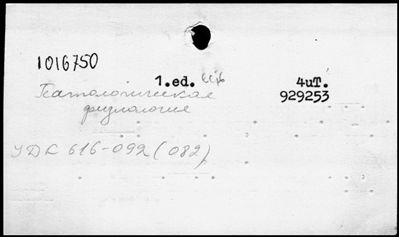 1016750
1.ed. 4uT.
Патологическая 929253
физиология
УДК 616-092 (082)